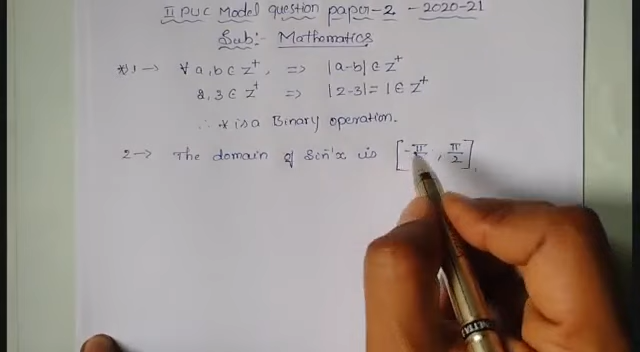 II PUC Model question paper-2 - 2020-21
Sub:- Mathematics
1 → ∀ a,b ∈ Z⁺, => |a-b| ∈ Z⁺
2,3 ∈ Z⁺ => |2-3| = 1 ∈ Z⁺
∴ * is a Binary operation.
2 → The domain of Sin⁻¹x is [-π/2, π/2].